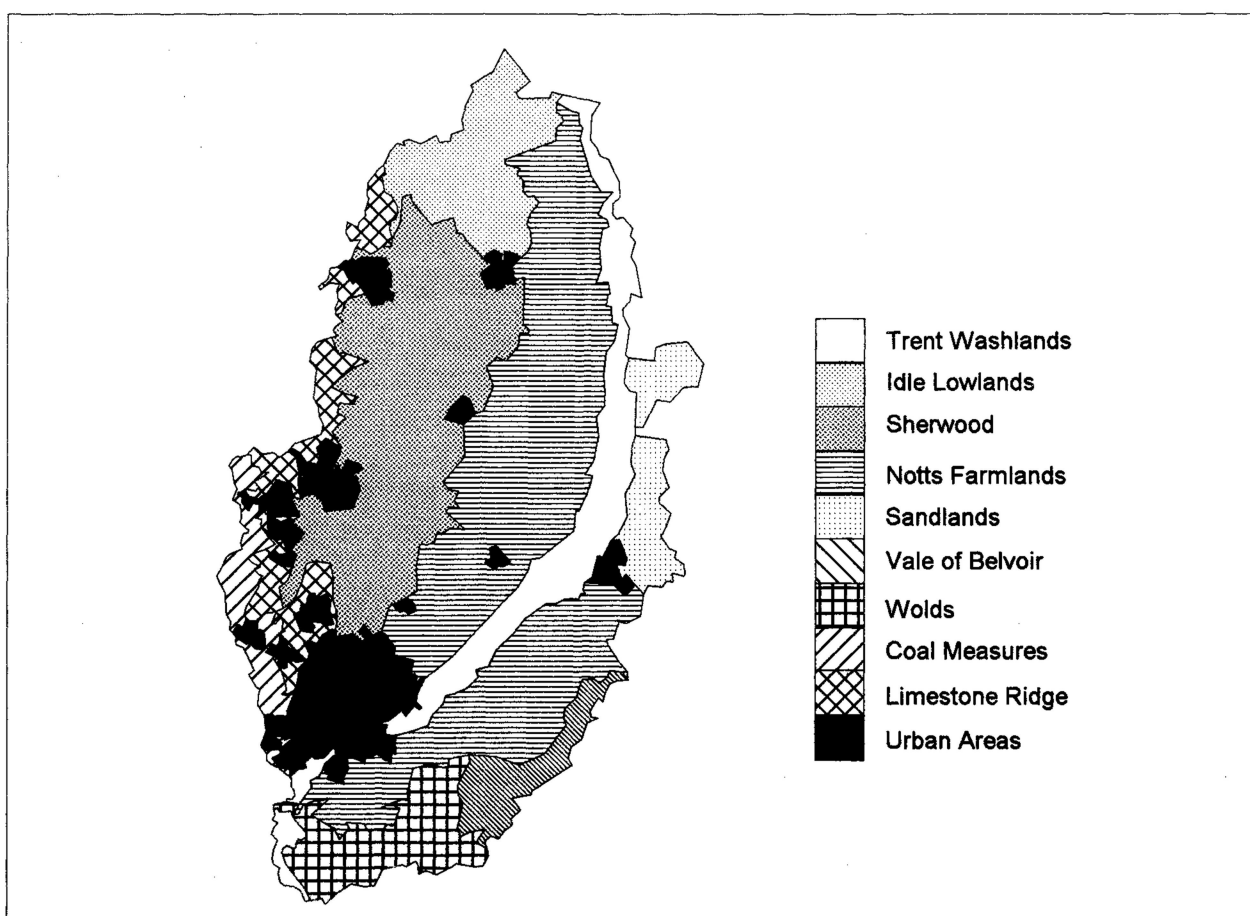 Trent Washlands
Idle Lowlands
Sherwood
Notts Farmlands
Sandlands
Vale of Belvoir
Wolds
Coal Measures
Limestone Ridge
Urban Areas